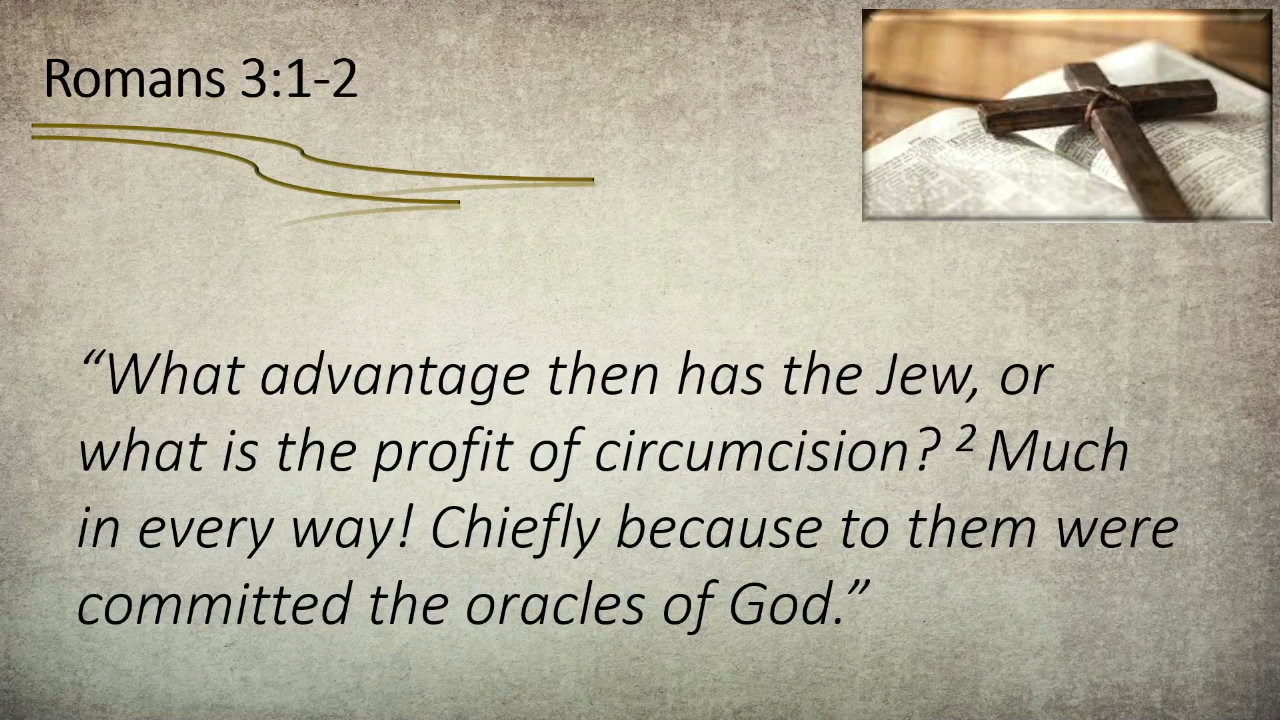 Romans 3:1-2
“What advantage then has the Jew, or
what is the profit of circumcision? ² Much
in every way! Chiefly because to them were
committed the oracles of God.”